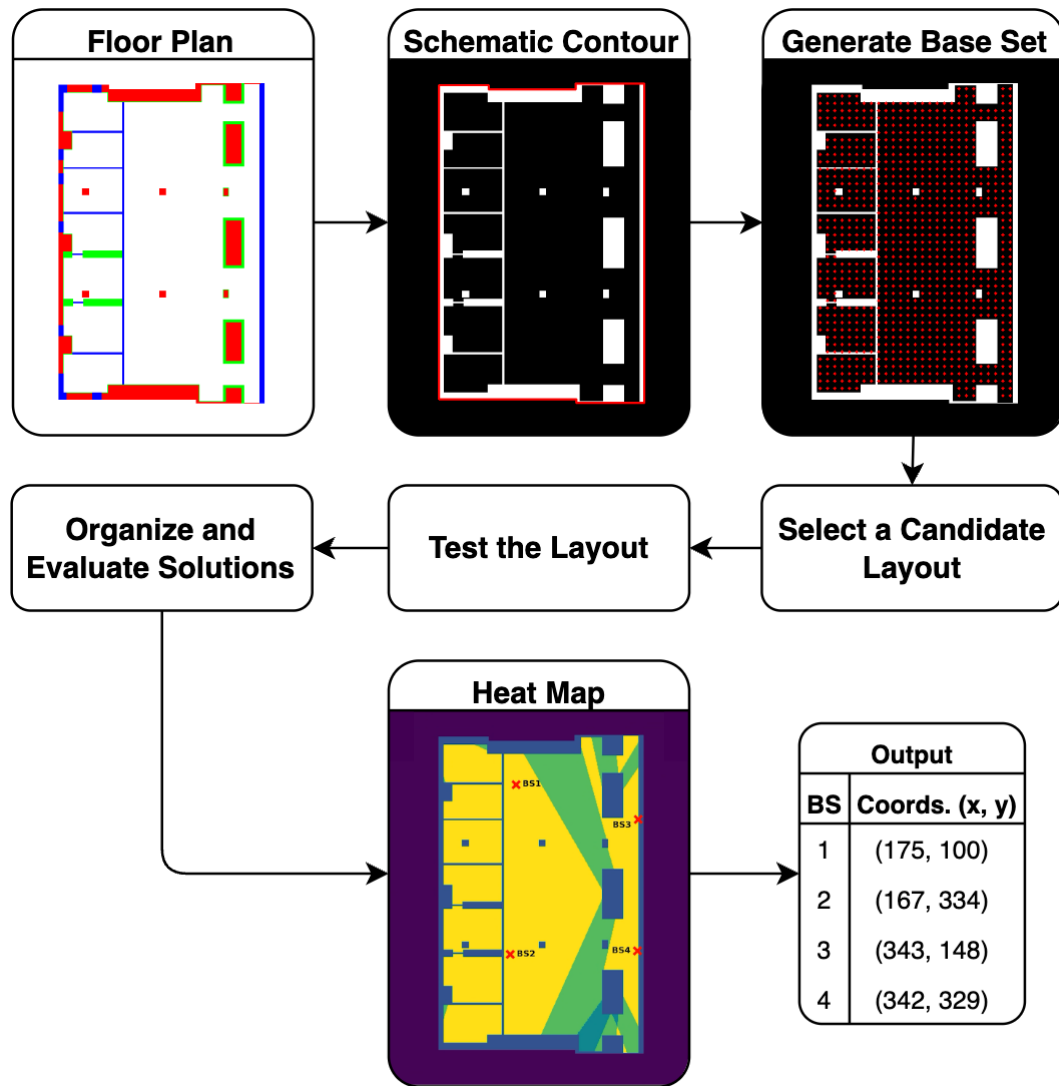 Floor Plan
Schematic Contour
Generate Base Set
Organize and
Evaluate Solutions
Test the Layout
Select a Candidate
Layout
Heat Map
BS1
BS3
BS2
BS4
Output
BS Coords. (x, y)
1 (175, 100)
2 (167, 334)
3 (343, 148)
4 (342, 329)